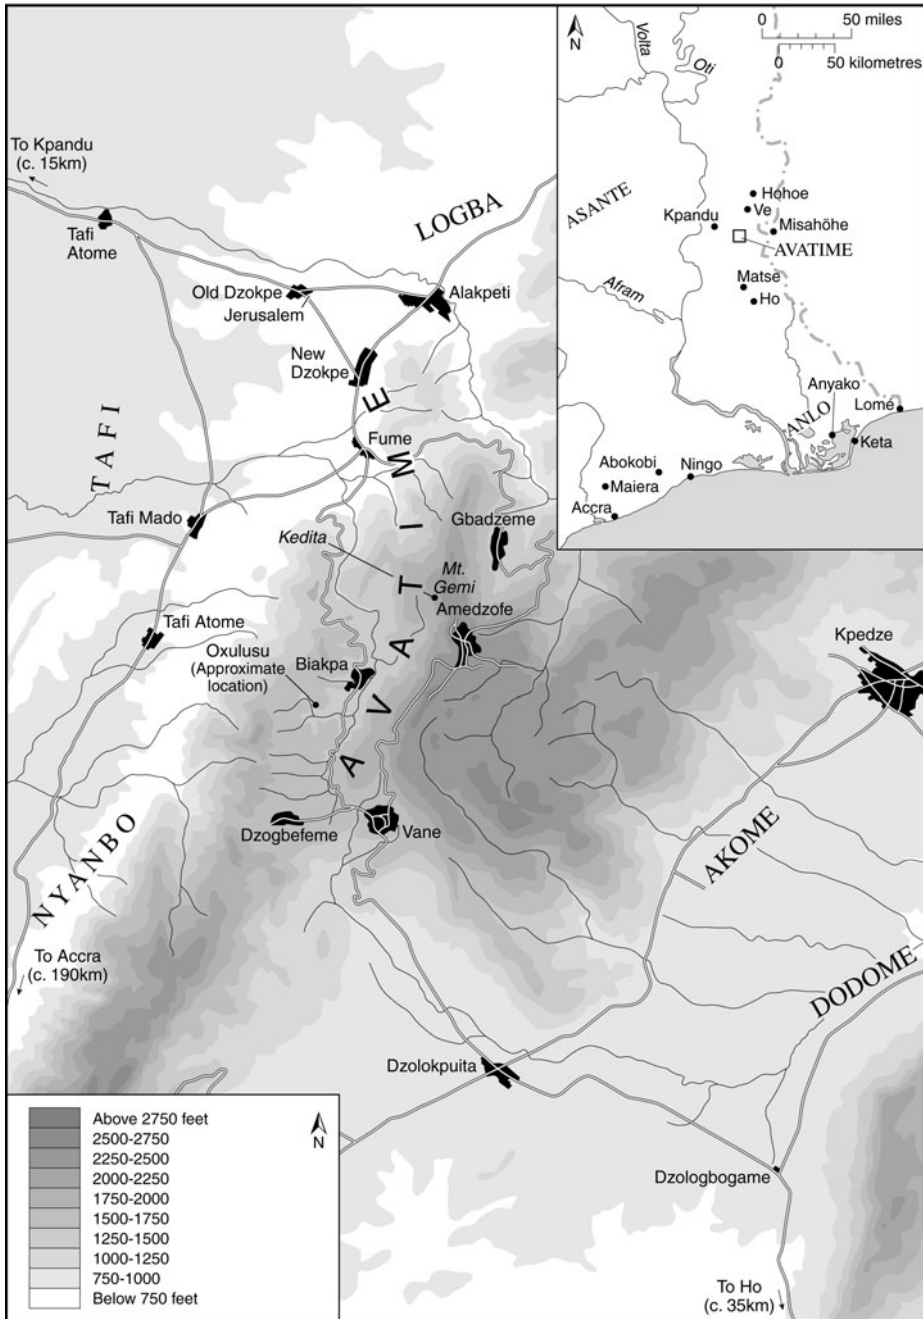 To Kpandu
(c. 15km)
Tafi
Atome
LOGBA
Old Dzokpe
Jerusalem
Alakpeti
New
Dzokpe
TAFI
Fume
Tafi Mado
Kedita
Gbadzeme
Mt.
Gemi
Amedzofe
AVATIME
Tafi Atome
Oxulusu
(Approximate
location)
Biakpa
Kpedze
Dzogbefeme
Vane
NYANBO
AKOME
To Accra
(c. 190km)
DODOME
Dzolokpuita
Dzologbogame
To Ho
(c. 35km)
N
0 50 miles
0 50 kilometres
Volta
Oti
ASANTE
Hohoe
Ve
Kpandu
Misahöhe
AVATIME
Matse
Ho
Afram
Anyako
Lomé
ANLO
Keta
Abokobi
Ningo
Maiera
Accra
Above 2750 feet
2500-2750
2250-2500
2000-2250
1750-2000
1500-1750
1250-1500
1000-1250
750-1000
Below 750 feet
N